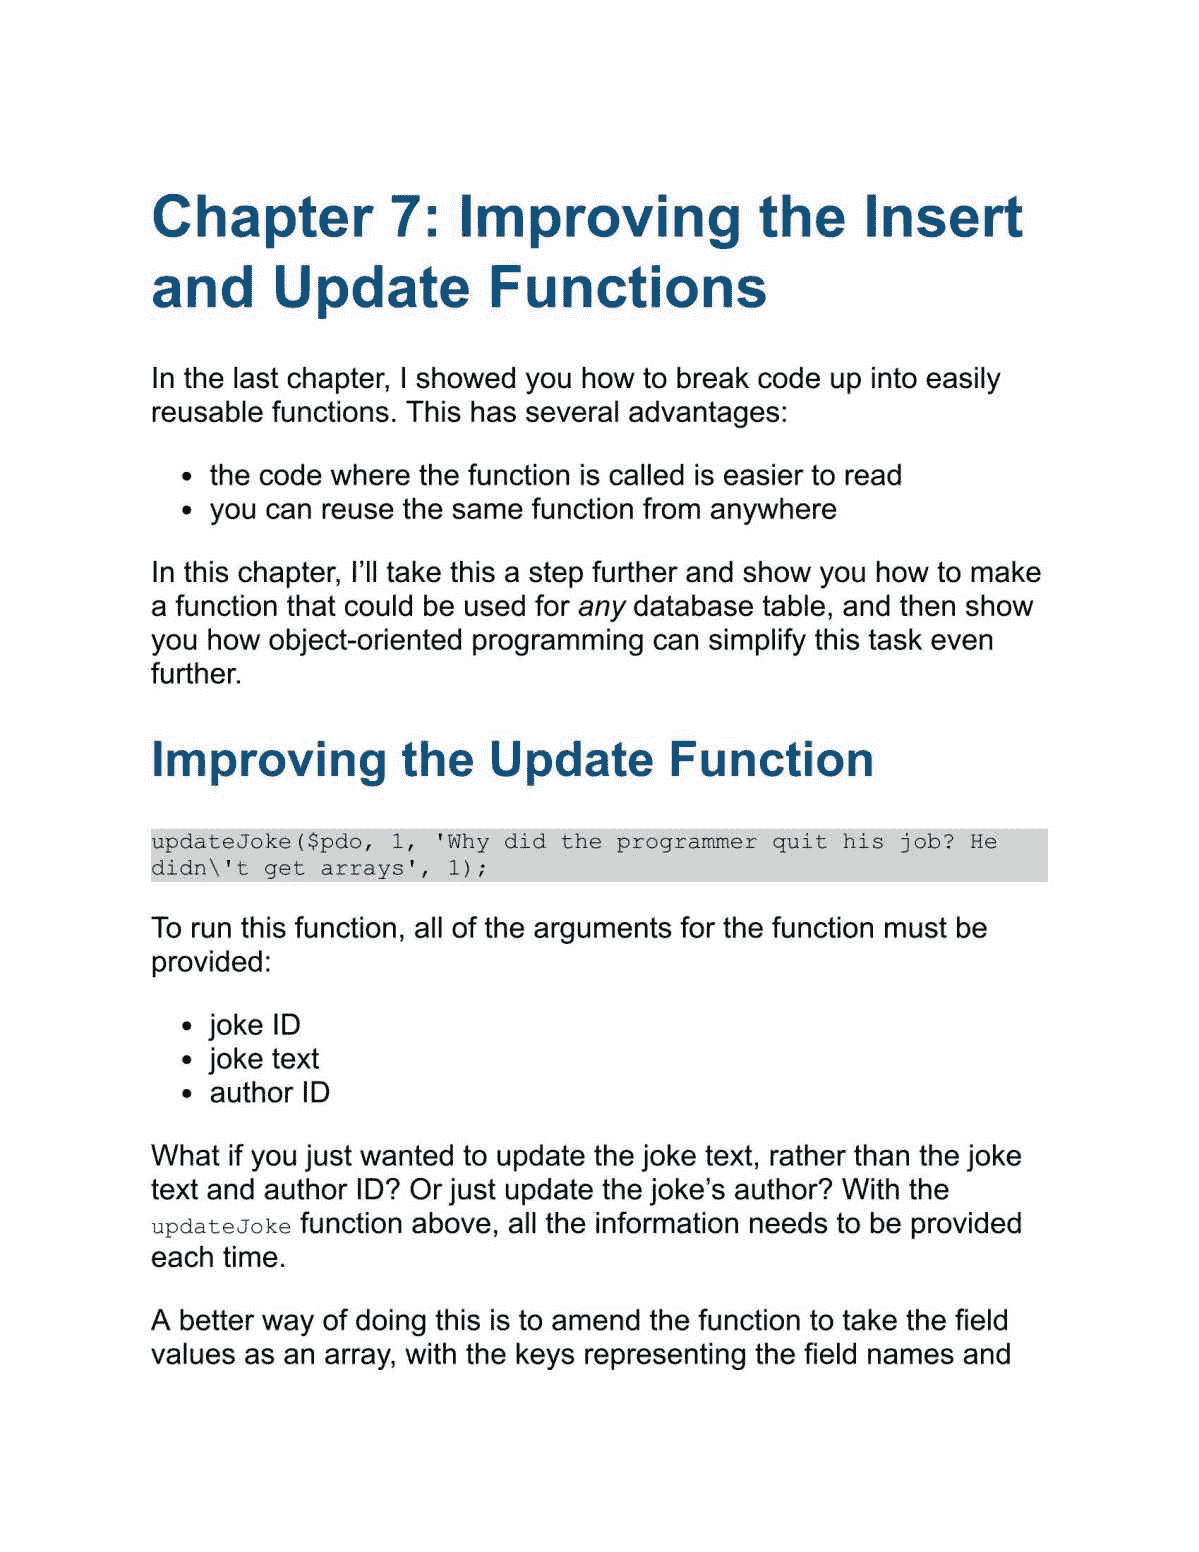 Chapter 7: Improving the Insert
and Update Functions
In the last chapter, I showed you how to break code up into easily
reusable functions. This has several advantages:
• the code where the function is called is easier to read
• you can reuse the same function from anywhere
In this chapter, I’ll take this a step further and show you how to make
a function that could be used for any database table, and then show
you how object-oriented programming can simplify this task even
further.
Improving the Update Function
updateJoke($pdo, 1, 'Why did the programmer quit his job? He
didn\'t get arrays', 1);
To run this function, all of the arguments for the function must be
provided:
• joke ID
• joke text
• author ID
What if you just wanted to update the joke text, rather than the joke
text and author ID? Or just update the joke’s author? With the
updateJoke function above, all the information needs to be provided
each time.
A better way of doing this is to amend the function to take the field
values as an array, with the keys representing the field names and